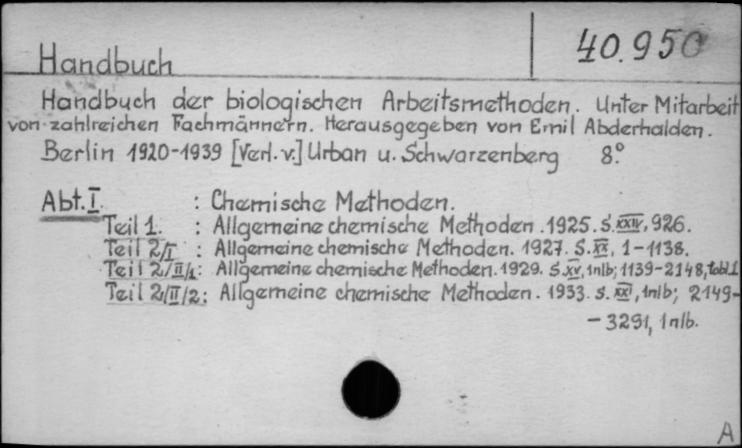 40.950
Handbuch
Handbuch der biologischen Arbeitsmethoden. Unter Mitarbeit
von zahlreichen Fachmännern. Herausgegeben von Emil Abderhalden.
Berlin 1920-1939 [Verl. v.] Urban u. Schwarzenberg 8°
Abt. I. : Chemische Methoden.
Teil 1. : Allgemeine chemische Methoden. 1925. S. XXIV, 926.
Teil 2/I : Allgemeine chemische Methoden. 1927. S. XX, 1-1138.
Teil 2/II/1: Allgemeine chemische Methoden. 1929. S. XV, 1nlb; 1139-2148, tabl. 1
Teil 2/II/2: Allgemeine chemische Methoden. 1933. S. XXI, 1nlb; 2149-
-3291, 1nlb.
A